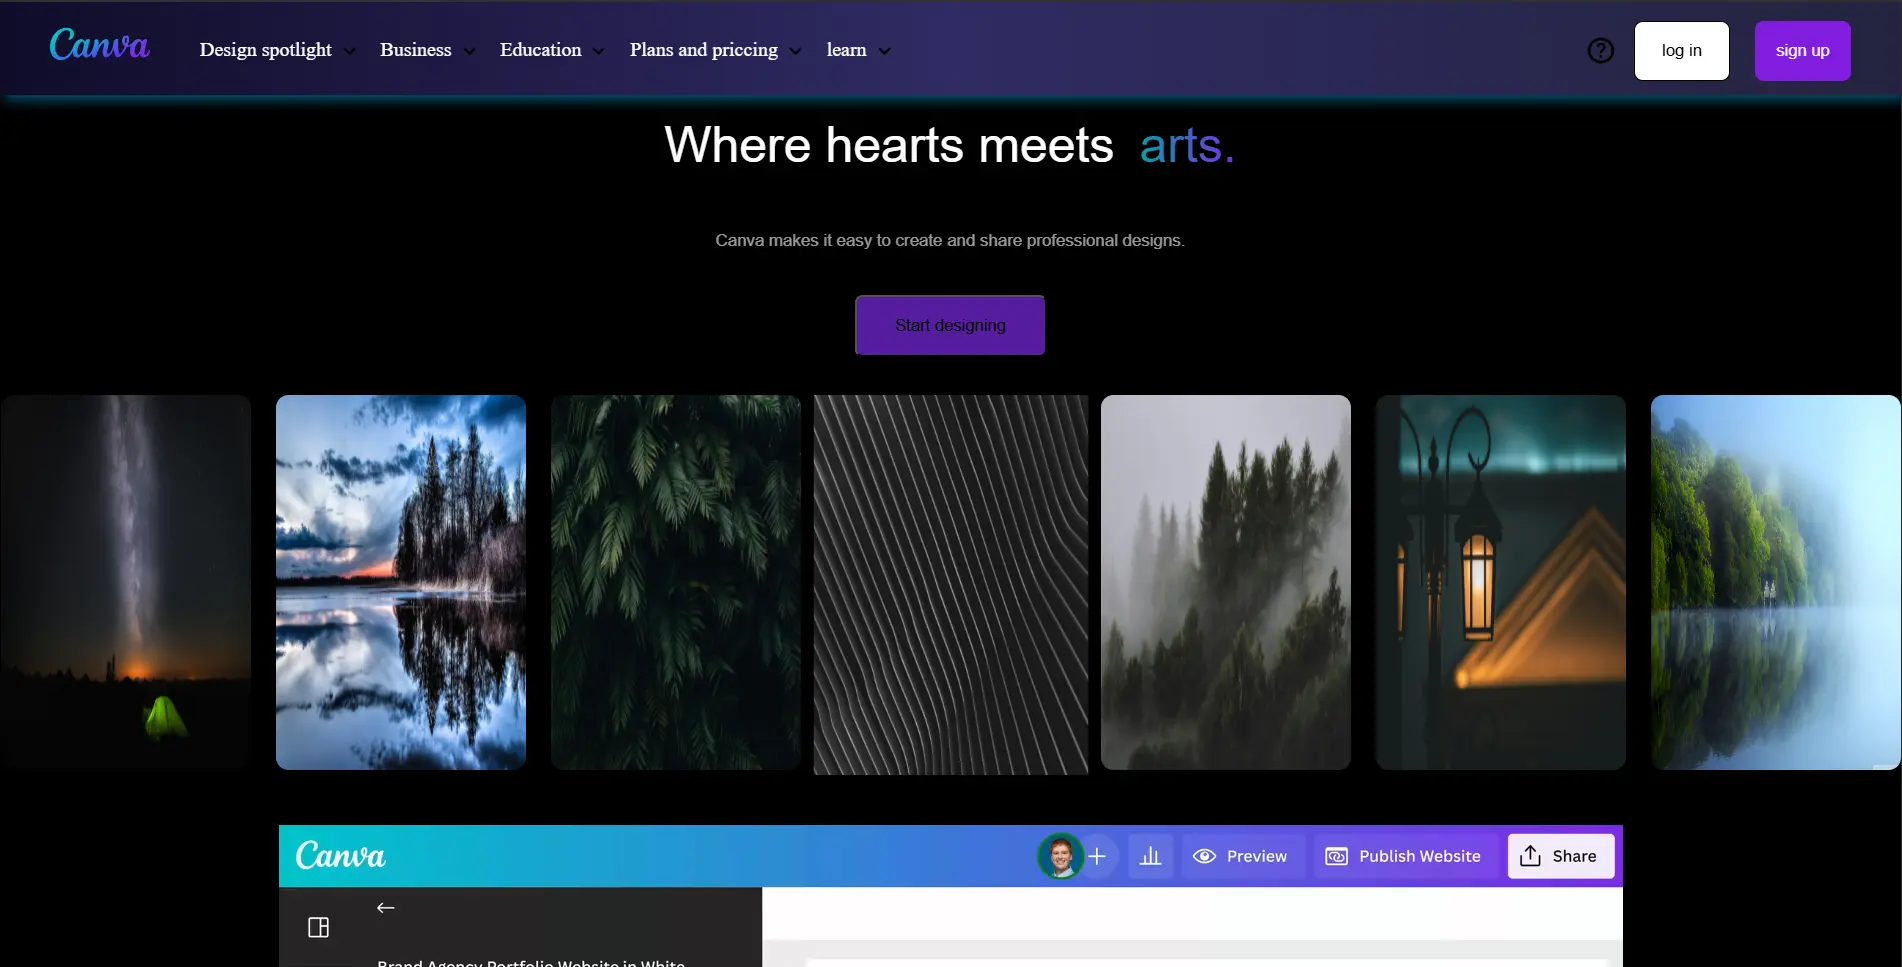 Canva Design spotlight Business Education Plans and priccing learn log in sign up
Where hearts meets arts.
Canva makes it easy to create and share professional designs.
Start designing
Canva Preview Publish Website Share
Brand Agency Portfolio Website in White